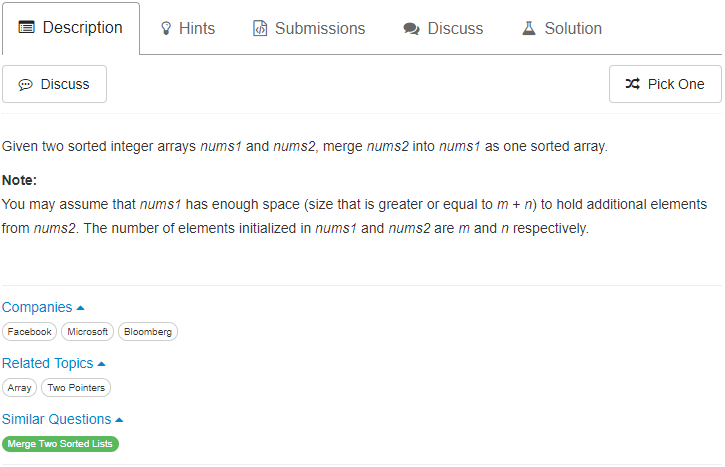 Description Hints Submissions Discuss Solution
Discuss Pick One
Given two sorted integer arrays nums1 and nums2, merge nums2 into nums1 as one sorted array.
Note:
You may assume that nums1 has enough space (size that is greater or equal to m + n) to hold additional elements
from nums2. The number of elements initialized in nums1 and nums2 are m and n respectively.
Companies
Facebook Microsoft Bloomberg
Related Topics
Array Two Pointers
Similar Questions
Merge Two Sorted Lists